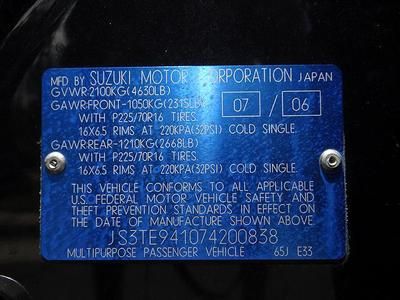 MFD BY SUZUKI MOTOR CORPORATION JAPAN
GVWR:2100KG(4630LB)
GAWR:FRONT-1050KG(2315LB) 07 / 06
WITH P225/70R16 TIRES
16X6.5 RIMS AT 220KPA(32PSI) COLD SINGLE.
GAWR:REAR-1210KG(2668LB)
WITH P225/70R16 TIRES
16X6.5 RIMS AT 220KPA(32PSI) COLD SINGLE.
THIS VEHICLE CONFORMS TO ALL APPLICABLE
U.S. FEDERAL MOTOR VEHICLE SAFETY AND
THEFT PREVENTION STANDARDS IN EFFECT ON
THE DATE OF MANUFACTURE SHOWN ABOVE.
JS3TE941074200838
MULTIPURPOSE PASSENGER VEHICLE 65J E33